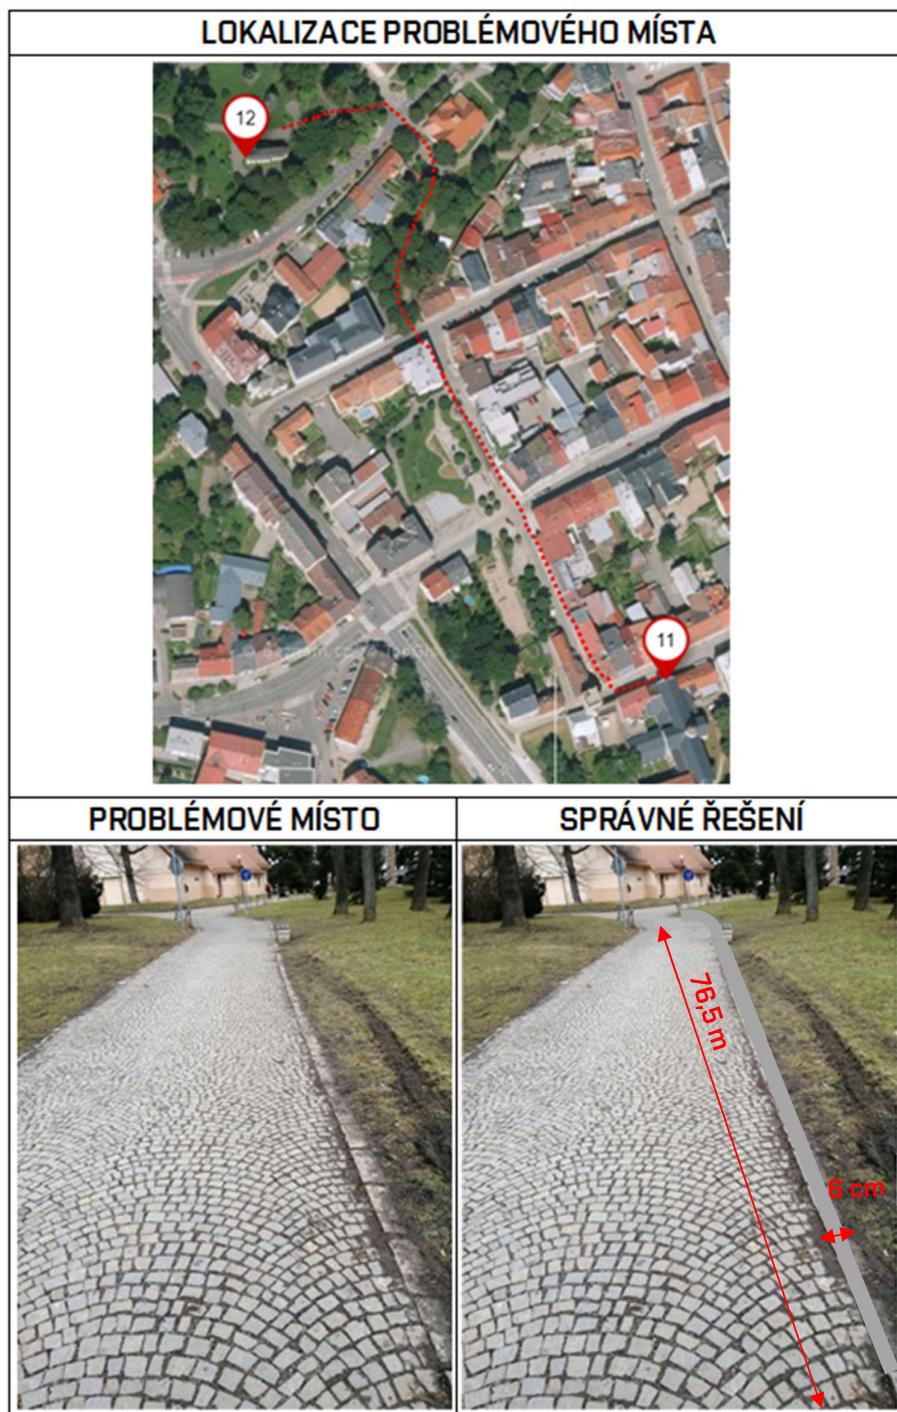 LOKALIZACE PROBLÉMOVÉHO MÍSTA
12
11
PROBLÉMOVÉ MÍSTO
SPRÁVNÉ ŘEŠENÍ
76,5 m
6 cm